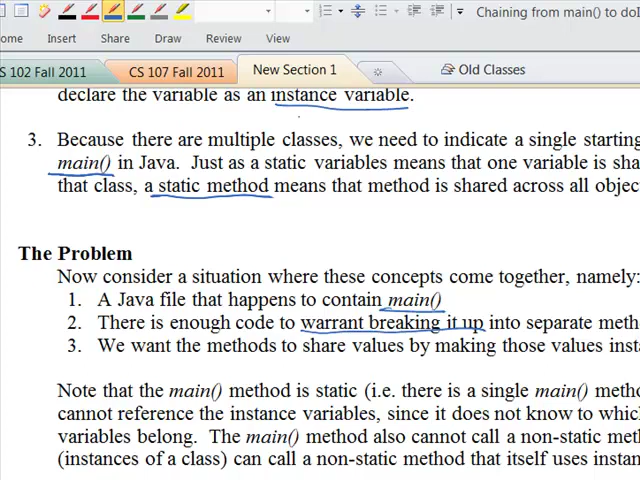 Chaining from main() to do
ome Insert Share Draw Review View
CS 102 Fall 2011 CS 107 Fall 2011 New Section 1 Old Classes
declare the variable as an instance variable.
3. Because there are multiple classes, we need to indicate a single starting
main() in Java. Just as a static variables means that one variable is sha
that class, a static method means that method is shared across all objec
The Problem
Now consider a situation where these concepts come together, namely:
1. A Java file that happens to contain main()
2. There is enough code to warrant breaking it up into separate meth
3. We want the methods to share values by making those values insta
Note that the main() method is static (i.e. there is a single main() metho
cannot reference the instance variables, since it does not know to which
variables belong. The main() method also cannot call a non-static meth
(instances of a class) can call a non-static method that itself uses instan